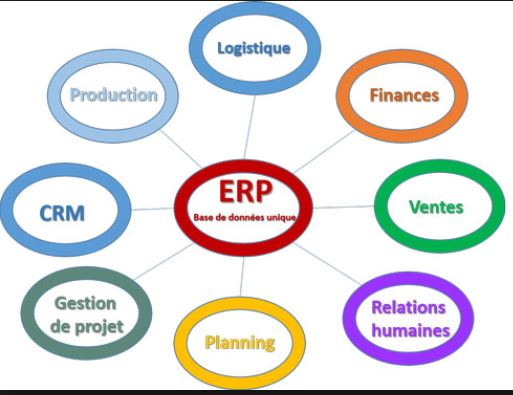 Logistique
Production
Finances
ERP
Base de données unique
CRM
Ventes
Gestion
de projet
Relations
humaines
Planning